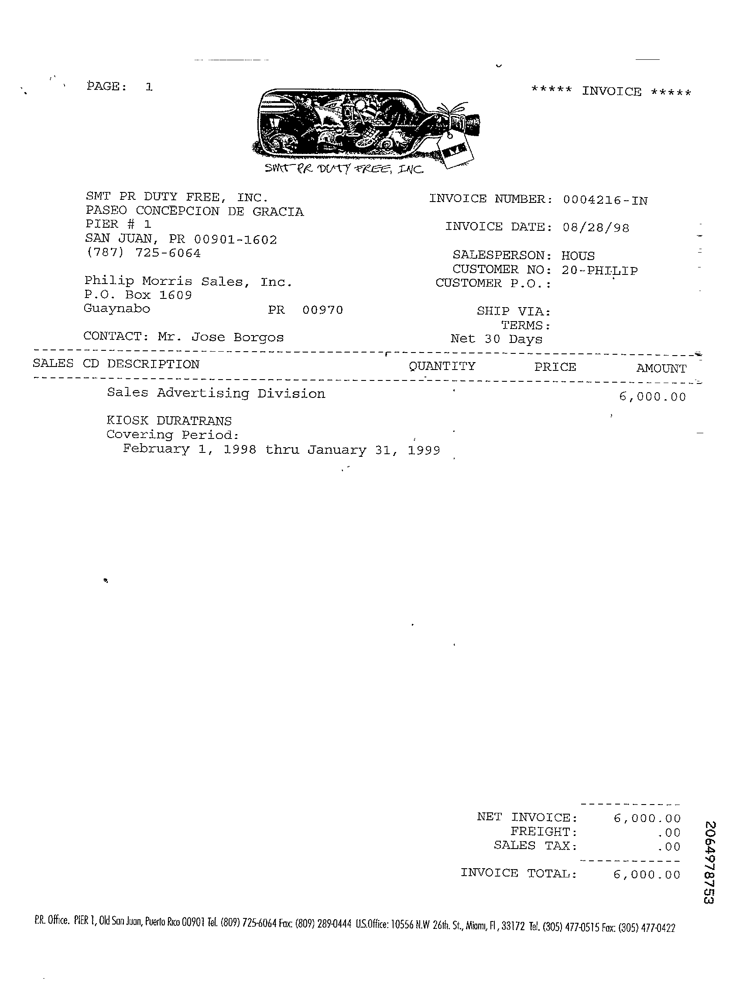 PAGE: 1
***** INVOICE *****
SMT PR DUTY FREE, INC
SMT PR DUTY FREE, INC.
PASEO CONCEPCION DE GRACIA
PIER # 1
SAN JUAN, PR 00901-1602
(787) 725-6064
INVOICE NUMBER: 0004216-IN
INVOICE DATE: 08/28/98
SALESPERSON: HOUS
CUSTOMER NO: 20-PHILIP
CUSTOMER P.O.:
Philip Morris Sales, Inc.
P.O. Box 1609
Guaynabo PR 00970
SHIP VIA:
TERMS:
CONTACT: Mr. Jose Borgos
Net 30 Days
SALES CD DESCRIPTION QUANTITY PRICE AMOUNT
Sales Advertising Division 6,000.00
KIOSK DURATRANS
Covering Period:
February 1, 1998 thru January 31, 1999
NET INVOICE: 6,000.00
FREIGHT: .00
SALES TAX: .00
INVOICE TOTAL: 6,000.00
2064978753
P.R. Office. PIER 1, Old San Juan, Puerto Rico 00901 Tel. (809) 725-6064 Fax: (809) 289-0444 U.S.Office: 10556 N.W 26th. St., Miami, Fl, 33172 Tel. (305) 477-0515 Fax: (305) 477-0422